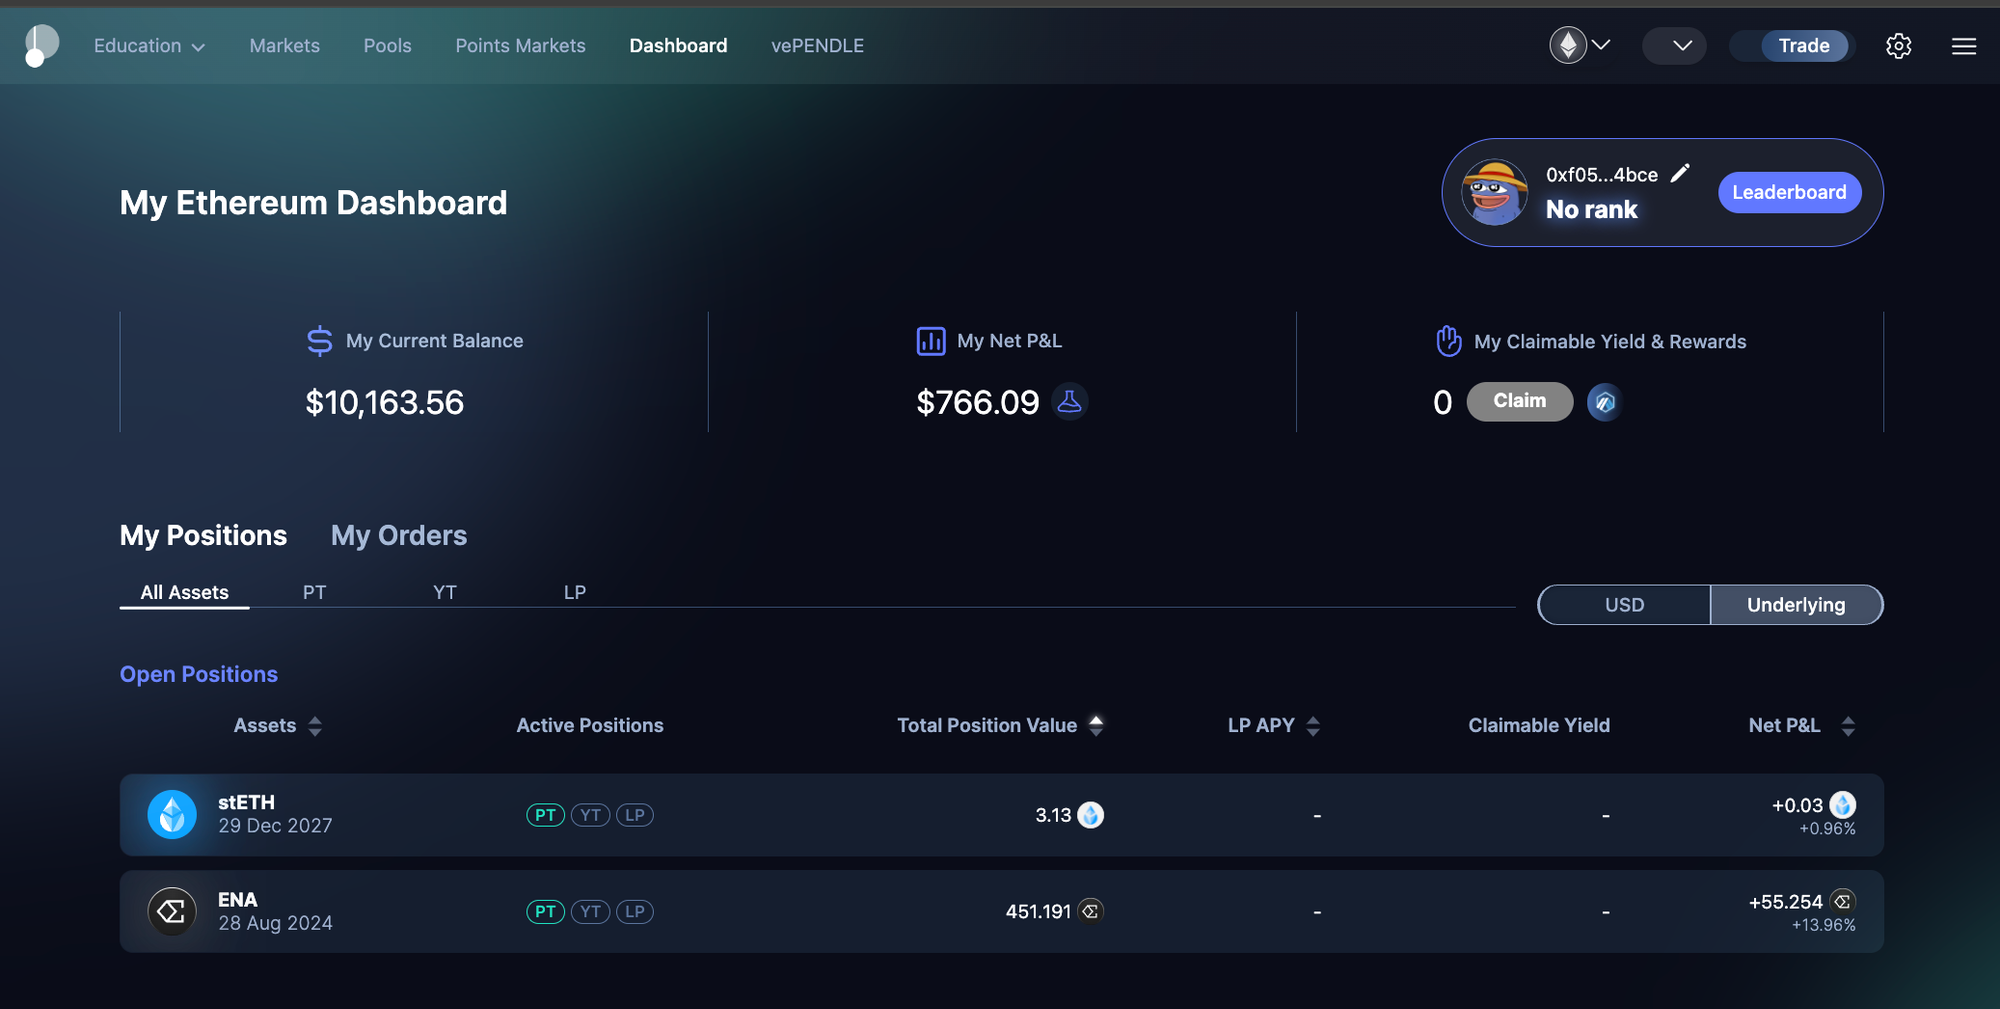 Education Markets Pools Points Markets Dashboard vePENDLE Trade
My Ethereum Dashboard
0xf05...4bce
No rank
Leaderboard
My Current Balance
$10,163.56
My Net P&L
$766.09
My Claimable Yield & Rewards
0 Claim
My Positions My Orders
All Assets PT YT LP
USD Underlying
Open Positions
Assets Active Positions Total Position Value LP APY Claimable Yield Net P&L
stETH
29 Dec 2027
PT YT LP
3.13
-
-
+0.03
+0.96%
ENA
28 Aug 2024
PT YT LP
451.191
-
-
+55.254
+13.96%